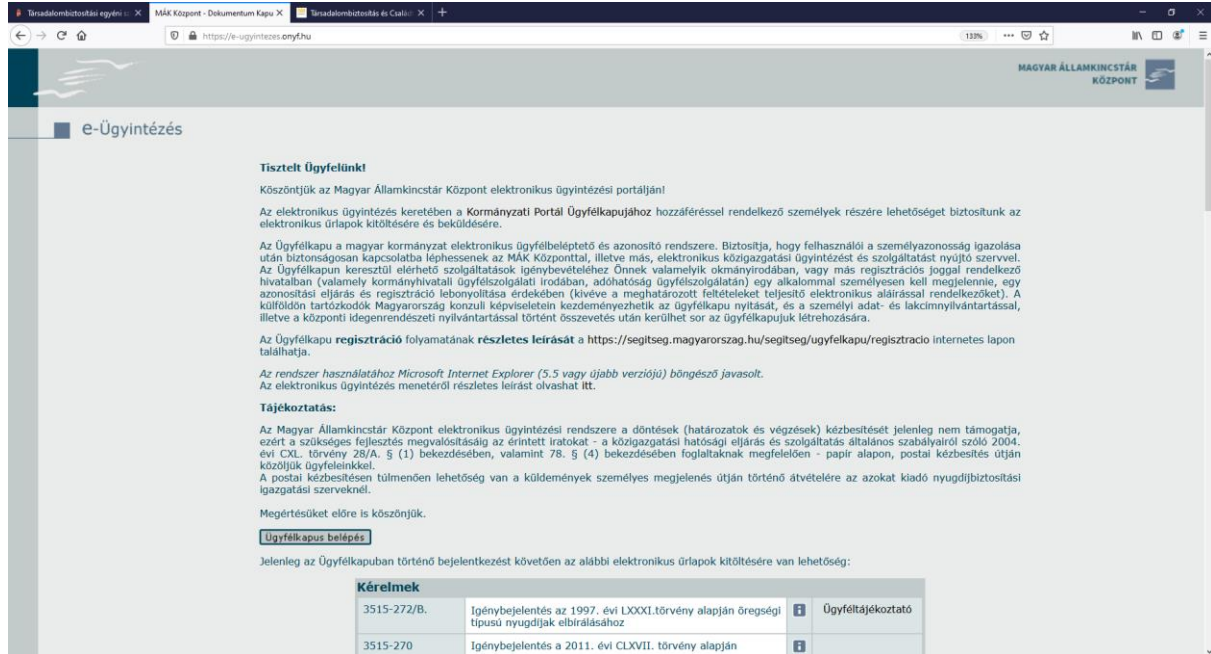 Társadalombiztosítási egyéni
MÁK Központ - Dokumentum Kapu
Társadalombiztosítás és Család
https://e-ugyintezes.onyf.hu
133%
MAGYAR ÁLLAMKINCSTÁR
KÖZPONT
e-Ügyintézés
Tisztelt Ügyfelünk!
Köszöntjük az Magyar Államkincstár Központ elektronikus ügyintézési portálján!
Az elektronikus ügyintézés keretében a Kormányzati Portál Ügyfélkapujához hozzáféréssel rendelkező személyek részére lehetőséget biztosítunk az
elektronikus űrlapok kitöltésére és beküldésére.
Az Ügyfélkapu a magyar kormányzat elektronikus ügyfélbeléptető és azonosító rendszere. Biztosítja, hogy felhasználói a személyazonosság igazolása
után biztonságosan kapcsolatba léphessenek az MÁK Központtal, illetve más, elektronikus közigazgatási ügyintézést és szolgáltatást nyújtó szervvel.
Az Ügyfélkapun keresztül elérhető szolgáltatások igénybevételéhez Önnek valamelyik okmányirodában, vagy más regisztrációs joggal rendelkező
hivatalban (valamely kormányhivatali ügyfélszolgálati irodában, adóhatóság ügyfélszolgálatán) egy alkalommal személyesen kell megjelennie, egy
azonosítási eljárás és regisztráció lebonyolítása érdekében (kivéve a meghatározott feltételeket teljesítő elektronikus aláírással rendelkezőket). A
külföldön tartózkodók Magyarország konzuli képviseletein kezdeményezhetik az ügyfélkapu nyitását, és a személyi adat- és lakcímnyilvántartással,
illetve a központi idegenrendészeti nyilvántartással történt összevetés után kerülhet sor az ügyfélkapujuk létrehozására.
Az Ügyfélkapu regisztráció folyamatának részletes leírását a https://segitseg.magyarorszag.hu/segitseg/ugyfelkapu/regisztracio internetes lapon
találhatja.
Az rendszer használatához Microsoft Internet Explorer (5.5 vagy újabb verziójú) böngésző javasolt.
Az elektronikus ügyintézés menetéről részletes leírást olvashat itt.
Tájékoztatás:
Az Magyar Államkincstár Központ elektronikus ügyintézési rendszere a döntések (határozatok és végzések) kézbesítését jelenleg nem támogatja,
ezért a szükséges fejlesztés megvalósításáig az érintett iratokat - a közigazgatási hatósági eljárás és szolgáltatás általános szabályairól szóló 2004.
évi CXL. törvény 28/A. § (1) bekezdésében, valamint 78. § (4) bekezdésében foglaltaknak megfelelően - papír alapon, postai kézbesítés útján
közöljük ügyfeleinkkel.
A postai kézbesítésen túlmenően lehetőség van a küldemények személyes megjelenés útján történő átvételére az azokat kiadó nyugdíjbiztosítási
igazgatási szerveknél.
Megértésüket előre is köszönjük.
Ügyfélkapus belépés
Jelenleg az Ügyfélkapuban történő bejelentkezést követően az alábbi elektronikus űrlapok kitöltésére van lehetőség:
Kérelmek
3515-272/B. Igénybejelentés az 1997. évi LXXXI.törvény alapján öregségi Ügyféltájékoztató
típusú nyugdíjak elbírálásához
3515-270 Igénybejelentés a 2011. évi CLXVII. törvény alapján